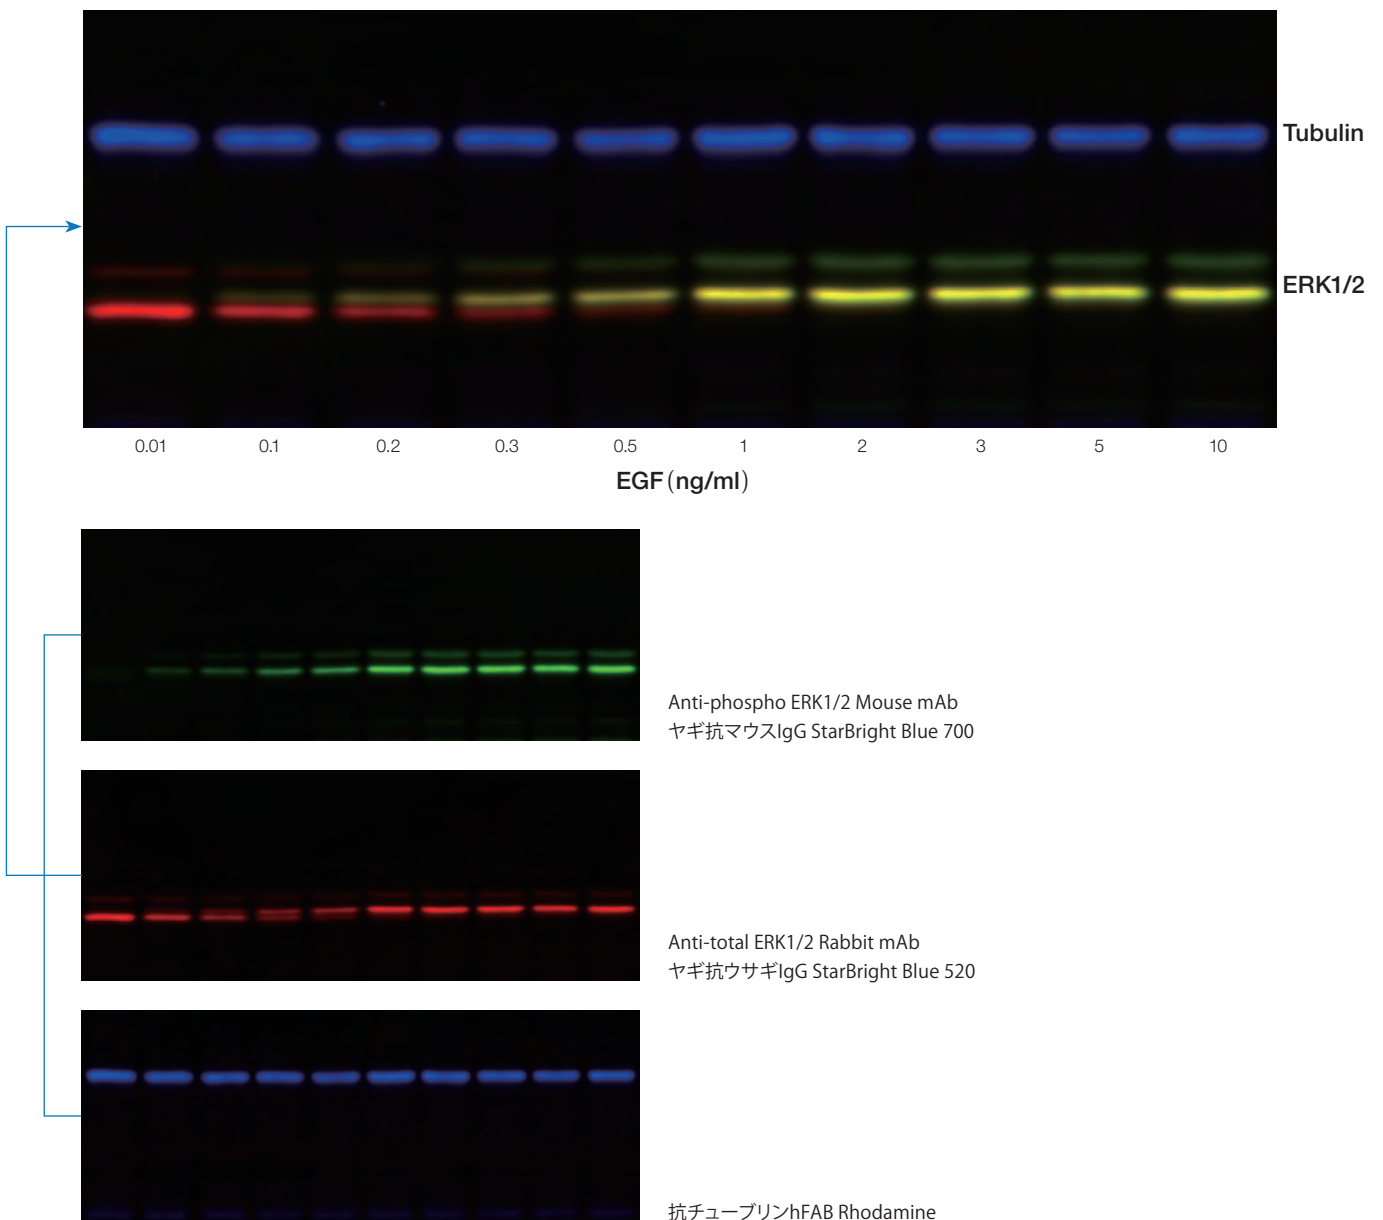 Tubulin
ERK1/2
0.01 0.1 0.2 0.3 0.5 1 2 3 5 10
EGF(ng/ml)
Anti-phospho ERK1/2 Mouse mAb
ヤギ抗マウスIgG StarBright Blue 700
Anti-total ERK1/2 Rabbit mAb
ヤギ抗ウサギIgG StarBright Blue 520
抗チューブリンhFAB Rhodamine